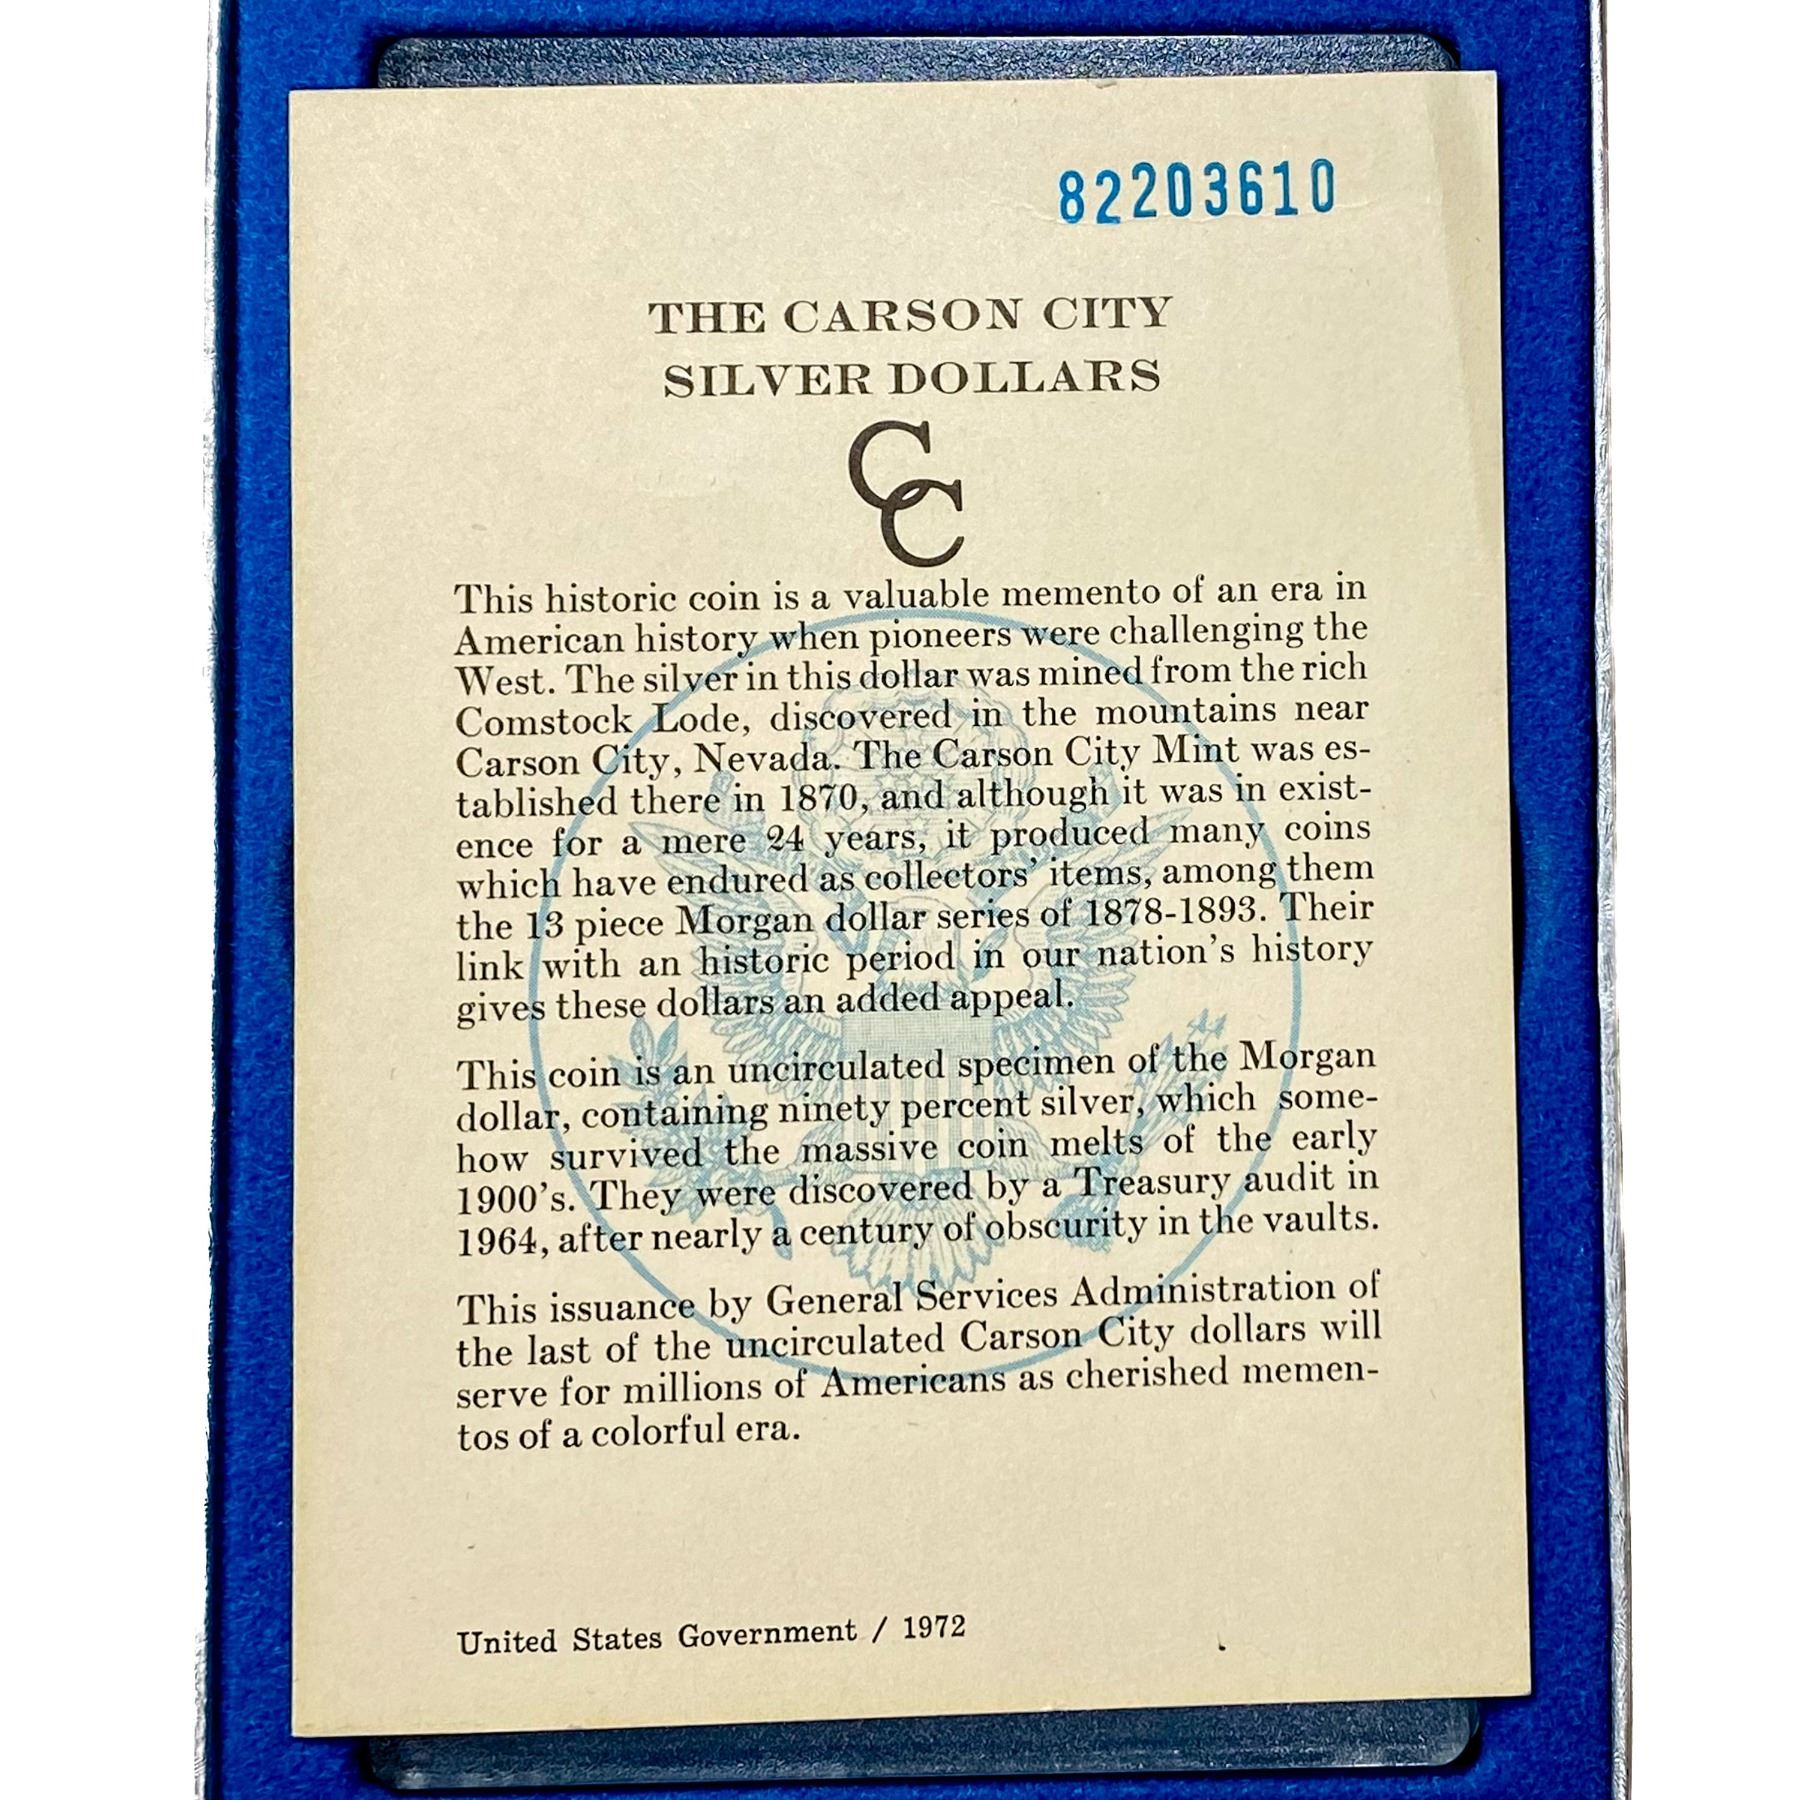 82203610
THE CARSON CITY
SILVER DOLLARS
CC
This historic coin is a valuable memento of an era in
American history when pioneers were challenging the
West. The silver in this dollar was mined from the rich
Comstock Lode, discovered in the mountains near
Carson City, Nevada. The Carson City Mint was es-
tablished there in 1870, and although it was in exist-
ence for a mere 24 years, it produced many coins
which have endured as collectors' items, among them
the 13 piece Morgan dollar series of 1878-1893. Their
link with an historic period in our nation's history
gives these dollars an added appeal.
This coin is an uncirculated specimen of the Morgan
dollar, containing ninety percent silver, which some-
how survived the massive coin melts of the early
1900's. They were discovered by a Treasury audit in
1964, after nearly a century of obscurity in the vaults.
This issuance by General Services Administration of
the last of the uncirculated Carson City dollars will
serve for millions of Americans as cherished memen-
tos of a colorful era.
United States Government / 1972